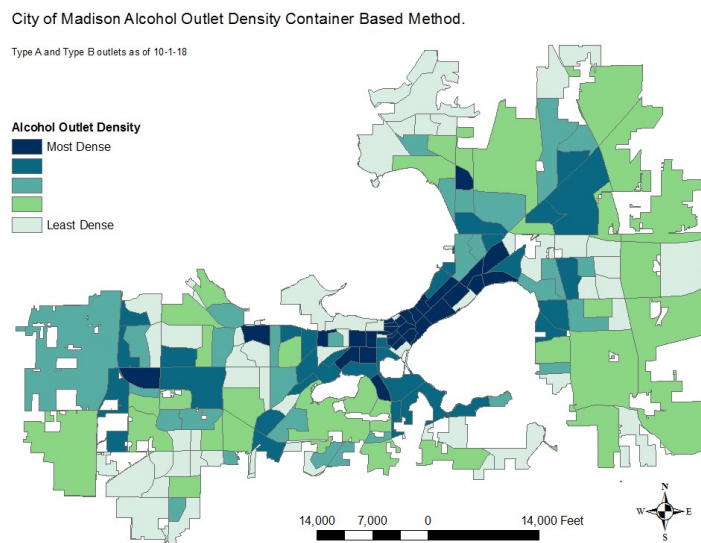 City of Madison Alcohol Outlet Density Container Based Method.
Type A and Type B outlets as of 10-1-18
Alcohol Outlet Density
Most Dense
Least Dense
N
W E
S
14,000 7,000 0 14,000 Feet